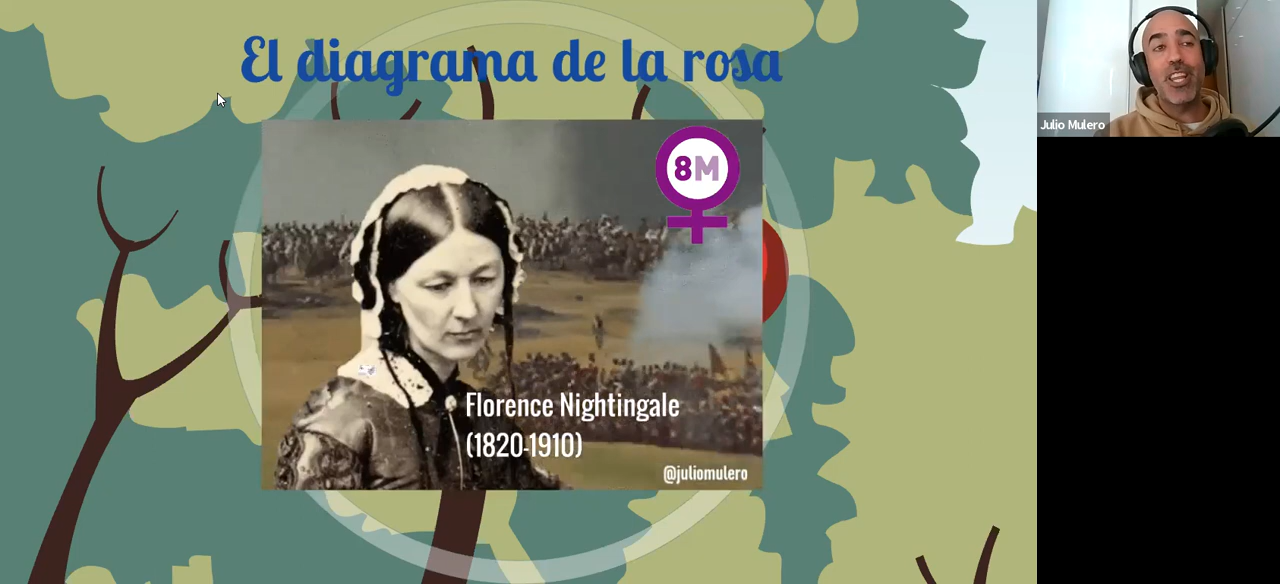 El diagrama de la rosa
8M
Florence Nightingale
(1820-1910)
@juliomulero
Julio Mulero